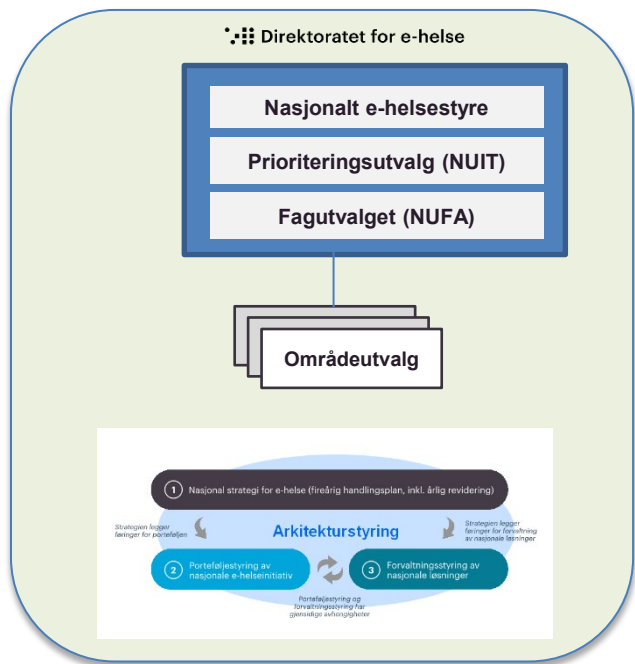 Direktoratet for e-helse
Nasjonalt e-helsestyre
Prioriteringsutvalg (NUIT)
Fagutvalget (NUFA)
Områdeutvalg
1 Nasjonal strategi for e-helse (fireårig handlingsplan, inkl. årlig revidering)
Strategien legger
føringer for porteføljen
Arkitekturstyring
Strategien legger
føringer for forvaltning
av nasjonale løsninger
2 Porteføljestyring av
nasjonale e-helseinitiativ
3 Forvaltningsstyring av
nasjonale løsninger
Porteføljestyring og
forvaltningsstyring har
gjensidige avhengigheter